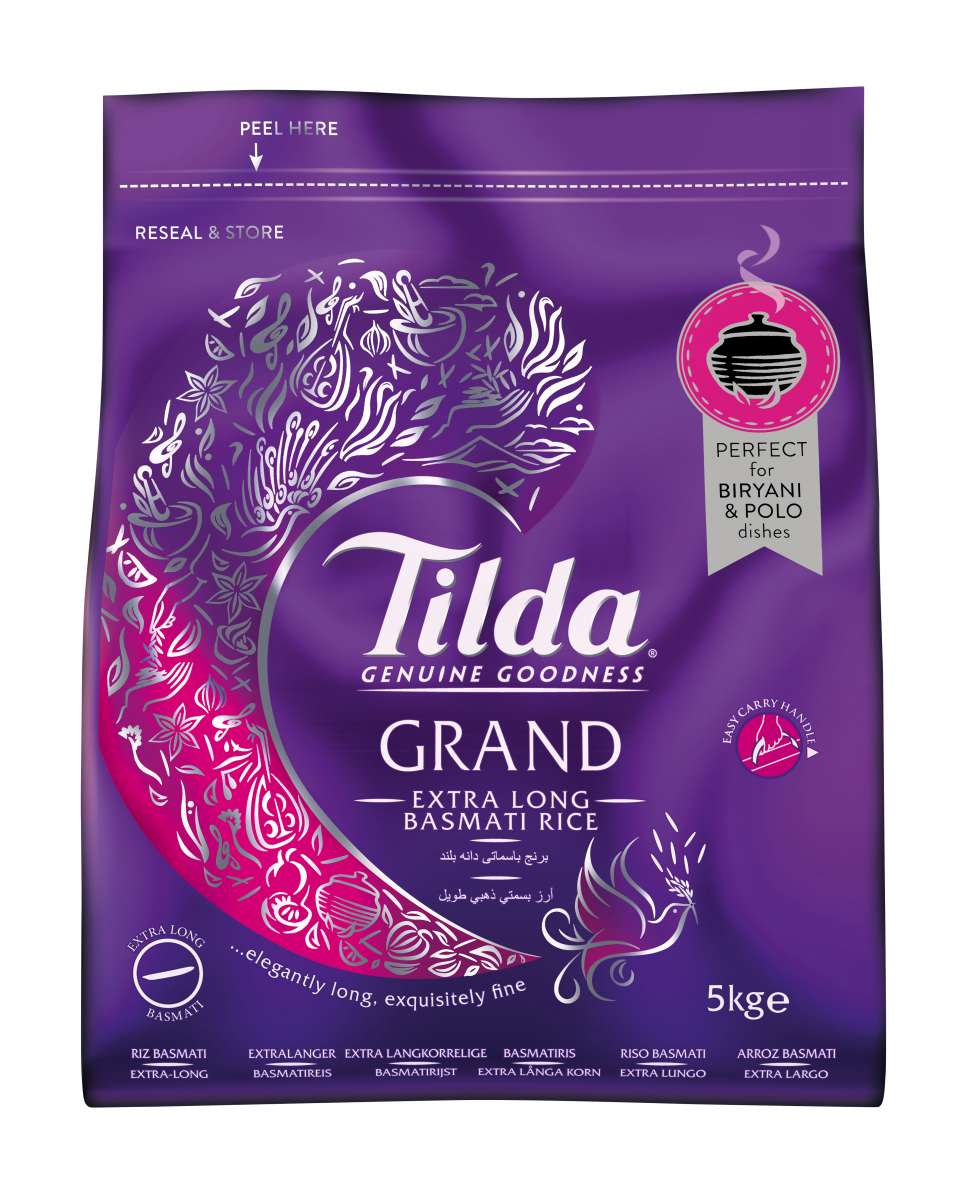 PEEL HERE
RESEAL & STORE
PERFECT
for
BIRYANI
& POLO
dishes
Tilda®
GENUINE GOODNESS
GRAND
EXTRA LONG
BASMATI RICE
برنج باسماتی دانه بلند
أرز بسمتي ذهبي طويل
EASY CARRY HANDLE
EXTRA LONG
BASMATI
...elegantly long, exquisitely fine
5kg℮
RIZ BASMATI
EXTRA-LONG
EXTRALANGER
BASMATIREIS
EXTRA LANGKORRELIGE
BASMATIRIJST
BASMATIRIS
EXTRA LÅNGA KORN
RISO BASMATI
EXTRA LUNGO
ARROZ BASMATI
EXTRA LARGO